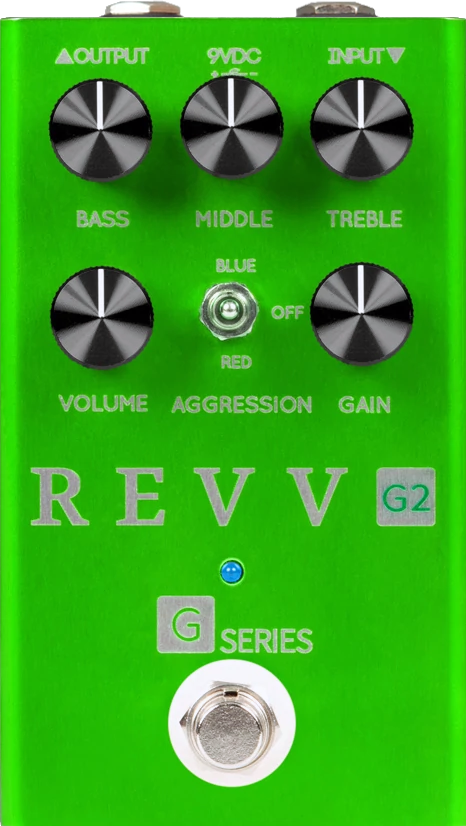 ▲OUTPUT 9VDC INPUT▼
BASS MIDDLE TREBLE
BLUE
OFF
RED
VOLUME AGGRESSION GAIN
REVV G2
G SERIES